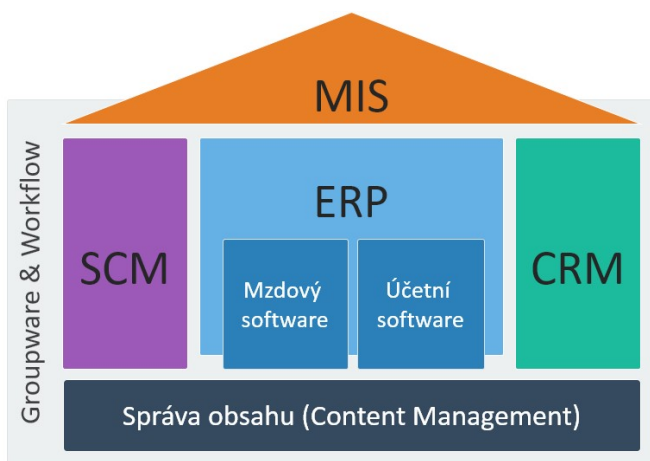 MIS
Groupware & Workflow
SCM
ERP
Mzdový
software
Účetní
software
CRM
Správa obsahu (Content Management)